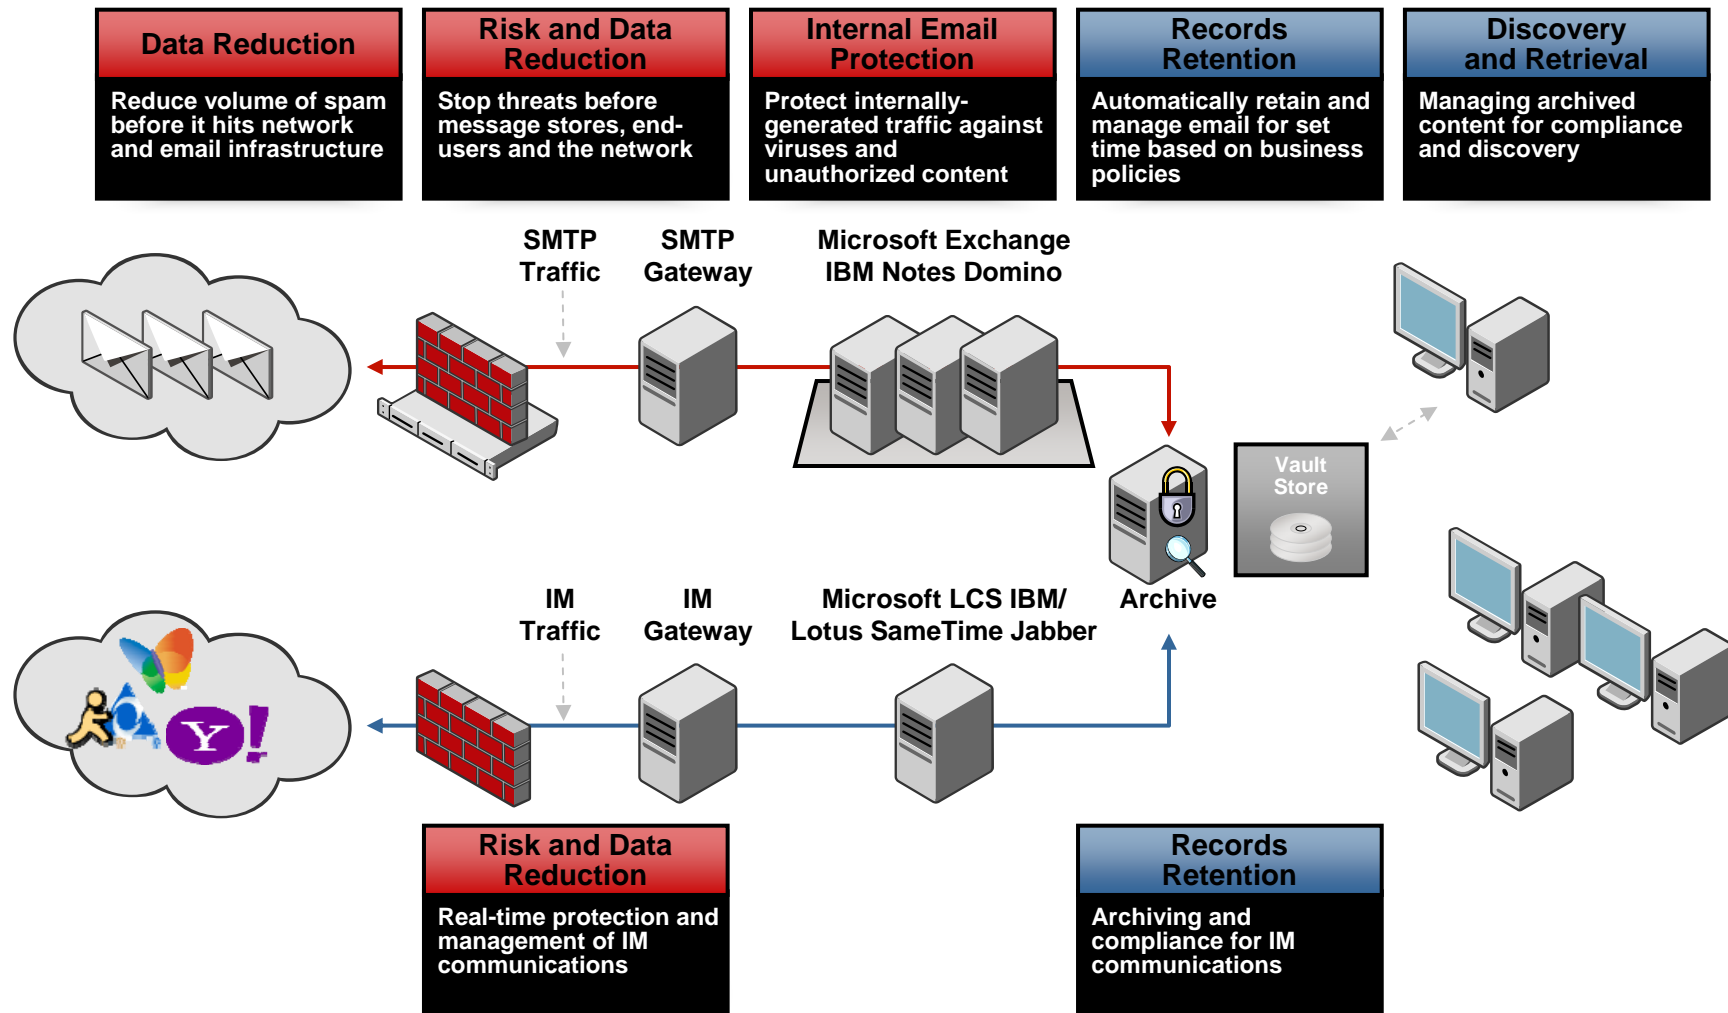 Data Reduction
Reduce volume of spam
before it hits network
and email infrastructure
Risk and Data
Reduction
Stop threats before
message stores, end-
users and the network
Internal Email
Protection
Protect internally-
generated traffic against
viruses and
unauthorized content
Records
Retention
Automatically retain and
manage email for set
time based on business
policies
Discovery
and Retrieval
Managing archived
content for compliance
and discovery
SMTP
Traffic
SMTP
Gateway
Microsoft Exchange
IBM Notes Domino
Vault
Store
IM
Traffic
IM
Gateway
Microsoft LCS IBM/
Lotus SameTime Jabber
Archive
Y!
Risk and Data
Reduction
Real-time protection and
management of IM
communications
Records
Retention
Archiving and
compliance for IM
communications